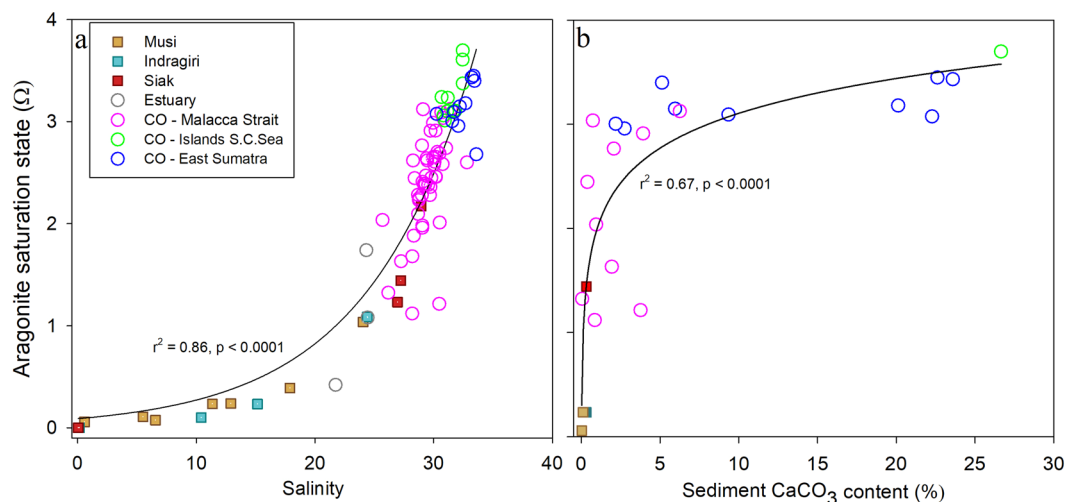 a
b
Aragonite saturation state (Ω)
4
3
2
1
0
Musi
Indragiri
Siak
Estuary
CO - Malacca Strait
CO - Islands S.C.Sea
CO - East Sumatra
r² = 0.86, p < 0.0001
r² = 0.67, p < 0.0001
0 10 20 30 40
0 5 10 15 20 25 30
Salinity
Sediment CaCO₃ content (%)